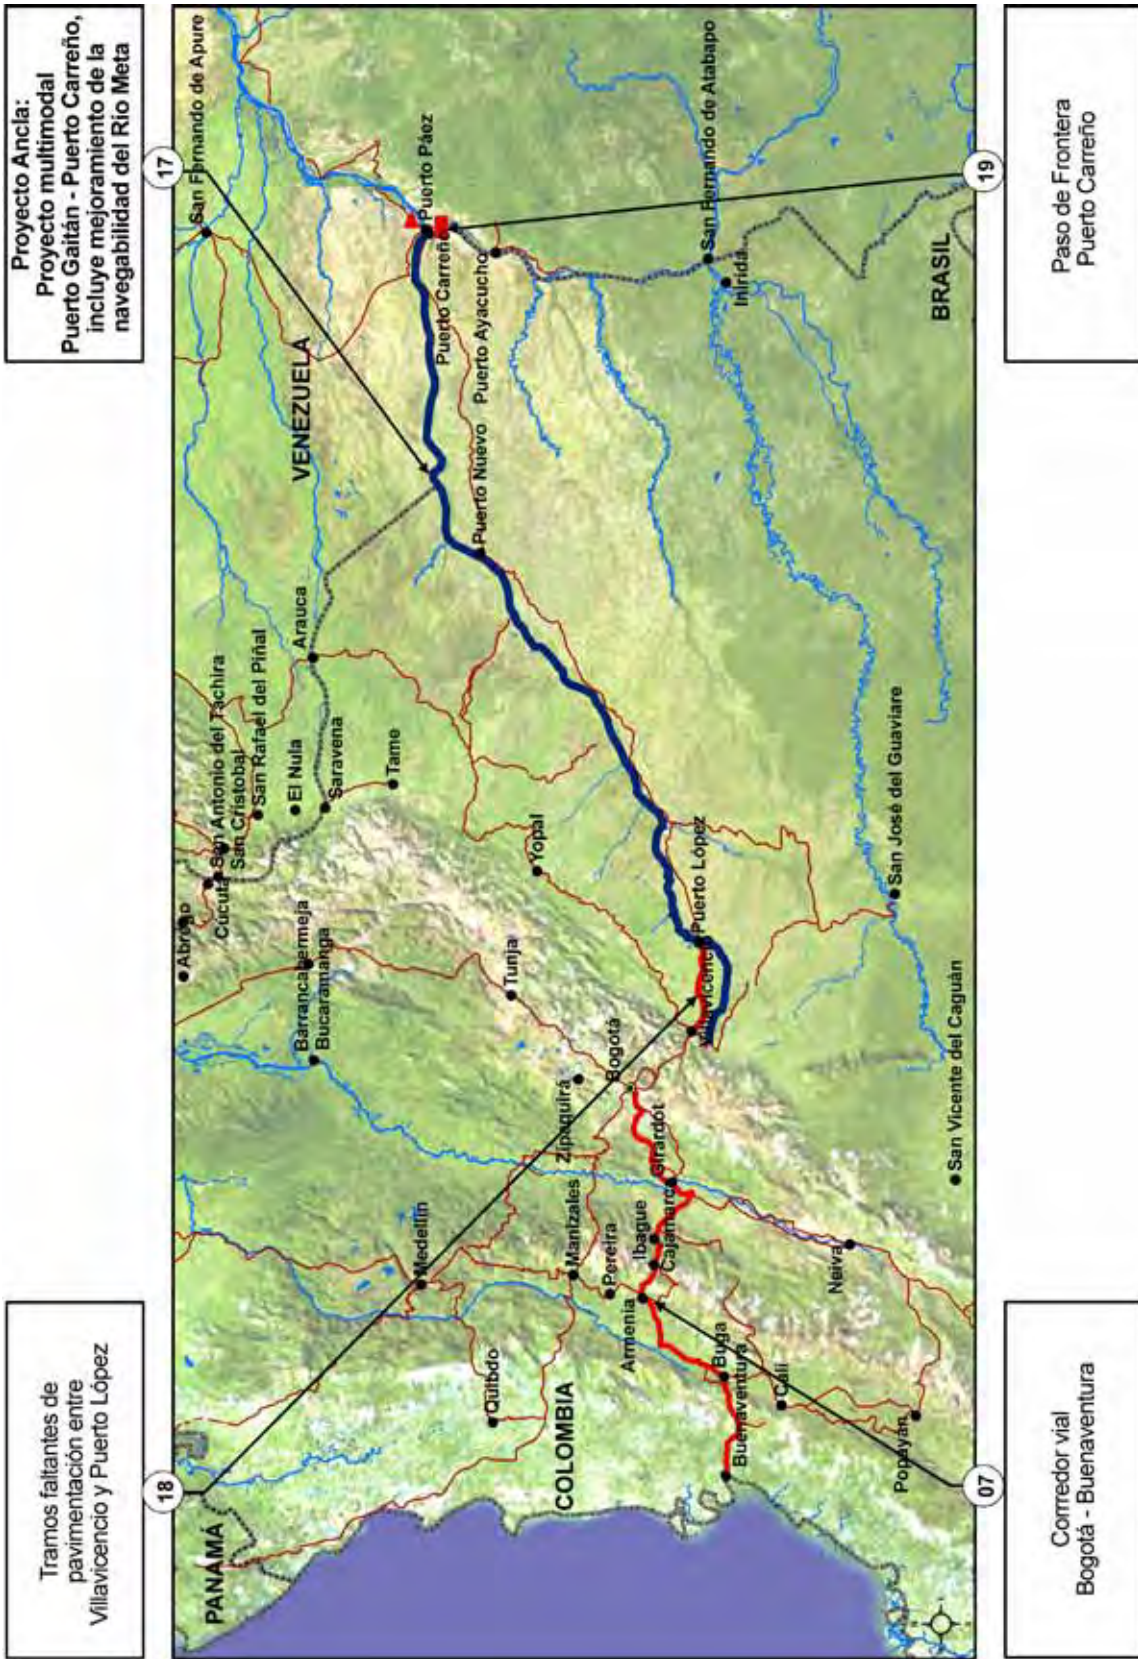 Tramos faltantes de
pavimentación entre
Villavicencio y Puerto López
Proyecto Ancla:
Proyecto multimodal
Puerto Gaitán - Puerto Carreño,
incluye mejoramiento de la
navegabilidad del Río Meta
18
17
PANAMÁ
San Fernando de Apure
Abrego
Cúcuta
San Antonio del Táchira
San Cristobal
San Rafael del Piñal
El Nula
Arauca
VENEZUELA
Barrancabermeja
Bucaramanga
Saravena
Tame
Medellín
Puerto Páez
Puerto Carreño
Puerto Nuevo
Puerto Ayacucho
Quibdo
Tunja
Yopal
COLOMBIA
Manizales
Zipaquirá
Pereira
Bogotá
Armenia
Ibague
Cajamarc
Girardot
Villavicencio
Puerto López
San Fernando de Atabapo
Inirida
Buga
Buenaventura
Cali
Neiva
Popayán
San José del Guaviare
San Vicente del Caguán
BRASIL
07
19
Corrredor vial
Bogotá - Buenaventura
Paso de Frontera
Puerto Carreño